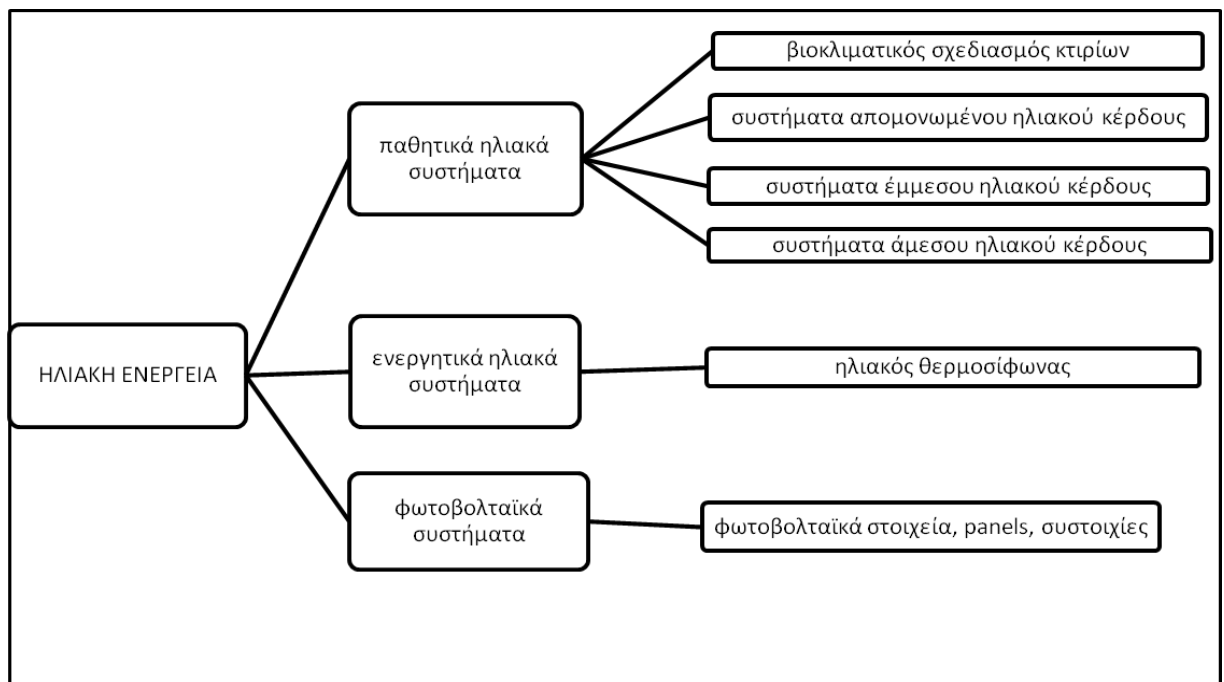 ΗΛΙΑΚΗ ΕΝΕΡΓΕΙΑ
παθητικά ηλιακά
συστήματα
βιοκλιματικός σχεδιασμός κτιρίων
συστήματα απομονωμένου ηλιακού κέρδους
συστήματα έμμεσου ηλιακού κέρδους
συστήματα άμεσου ηλιακού κέρδους
ενεργητικά ηλιακά
συστήματα
ηλιακός θερμοσίφωνας
φωτοβολταϊκά
συστήματα
φωτοβολταϊκά στοιχεία, panels, συστοιχίες